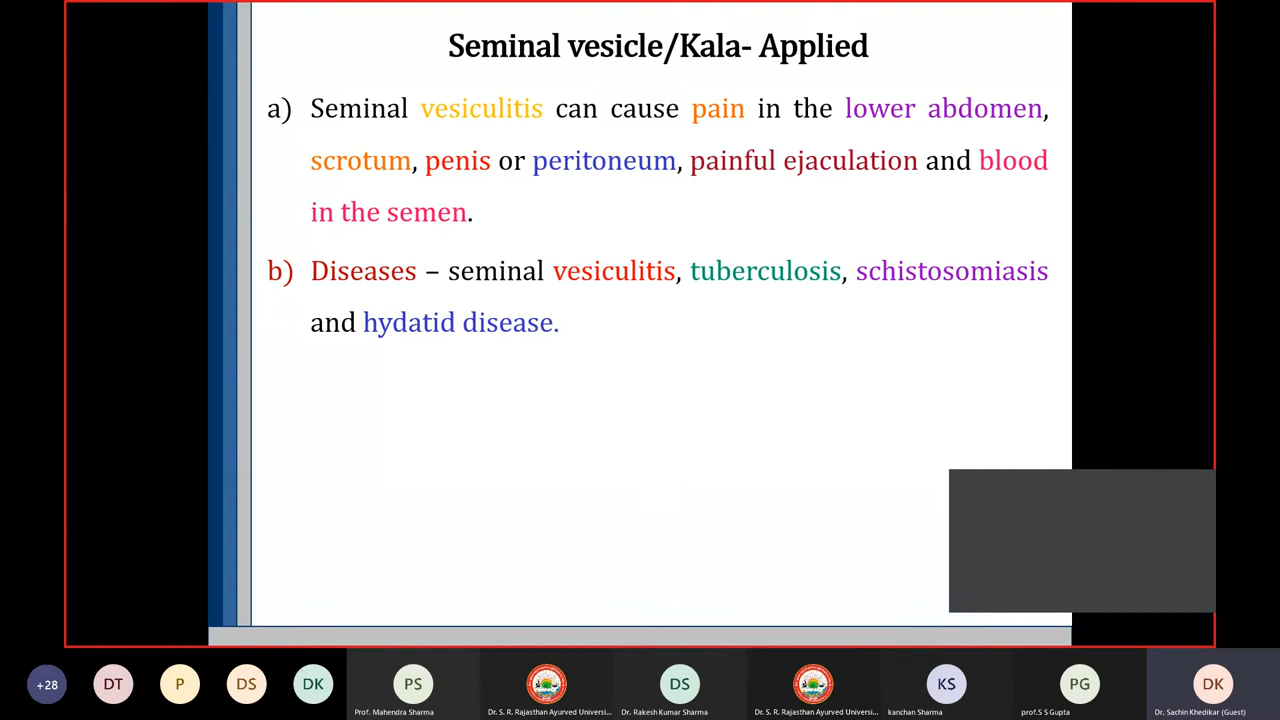 Seminal vesicle/Kala- Applied
a) Seminal vesiculitis can cause pain in the lower abdomen,
scrotum, penis or peritoneum, painful ejaculation and blood
in the semen.
b) Diseases – seminal vesiculitis, tuberculosis, schistosomiasis
and hydatid disease.
+28 DT P DS DK PS DS KS PG DK
Prof. Mahendra Sharma Dr. S. R. Rajasthan Ayurved Universi... Dr. Rakesh Kumar Sharma Dr. S. R. Rajasthan Ayurved Universi... kanchan Sharma prof.S S Gupta Dr. Sachin Khedikar (Guest)